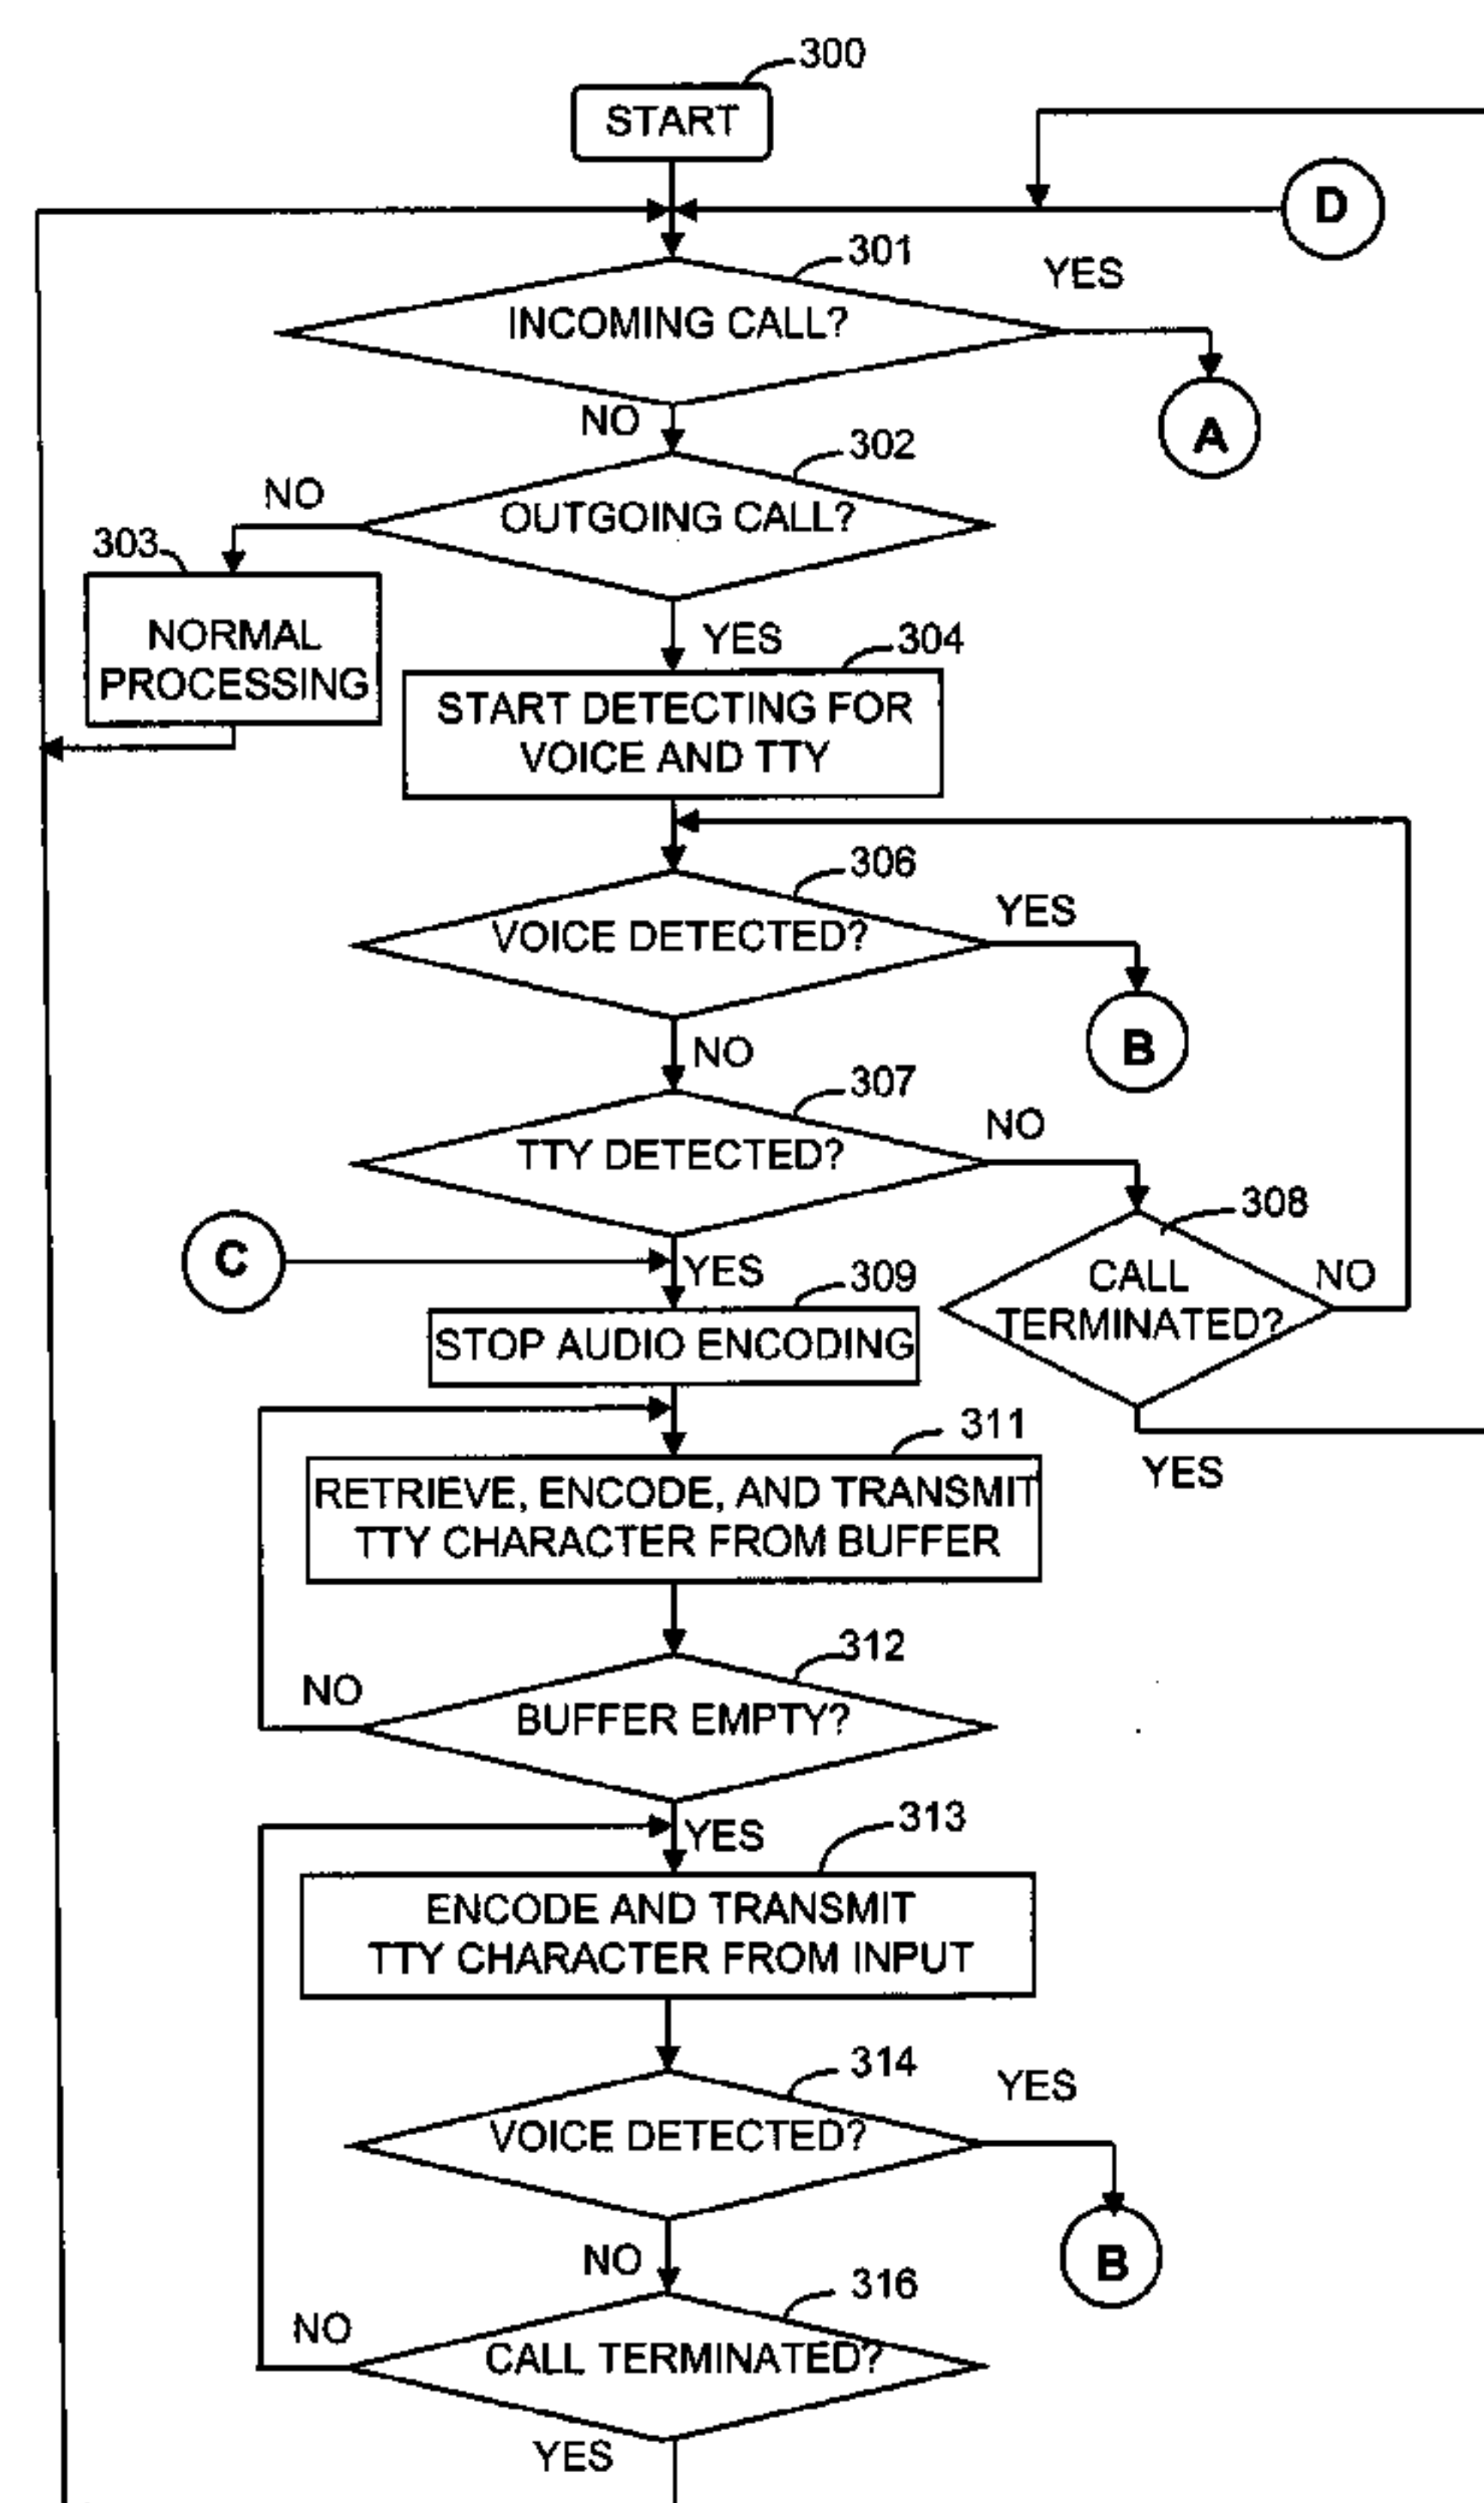 300
START
D
301
YES
INCOMING CALL?
A
NO
302
NO
OUTGOING CALL?
303
NORMAL
PROCESSING
YES
304
START DETECTING FOR
VOICE AND TTY
306
YES
VOICE DETECTED?
B
NO
307
NO
TTY DETECTED?
308
C
YES
309
CALL
TERMINATED?
NO
STOP AUDIO ENCODING
311
YES
RETRIEVE, ENCODE, AND TRANSMIT
TTY CHARACTER FROM BUFFER
312
NO
BUFFER EMPTY?
YES
313
ENCODE AND TRANSMIT
TTY CHARACTER FROM INPUT
314
YES
VOICE DETECTED?
B
NO
316
NO
CALL TERMINATED?
YES